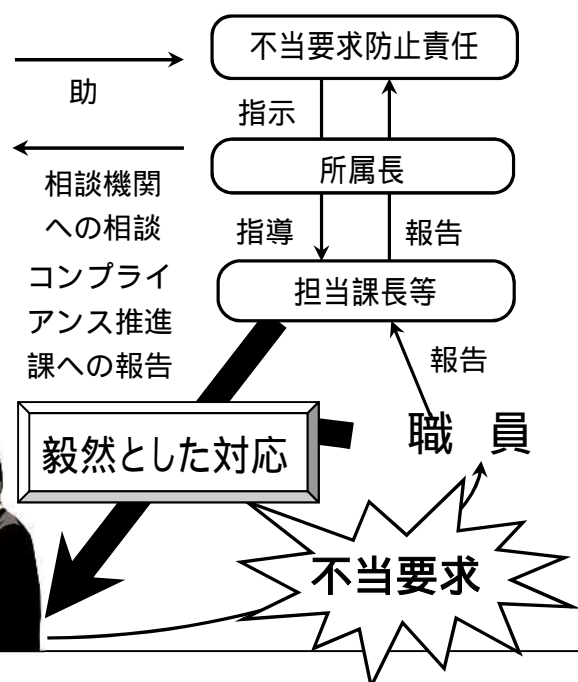 不当要求防止責任
助
指示
所属長
相談機関
への相談
コンプライ
アンス推進
課への報告
指導
報告
担当課長等
報告
職 員
毅然とした対応
不当要求